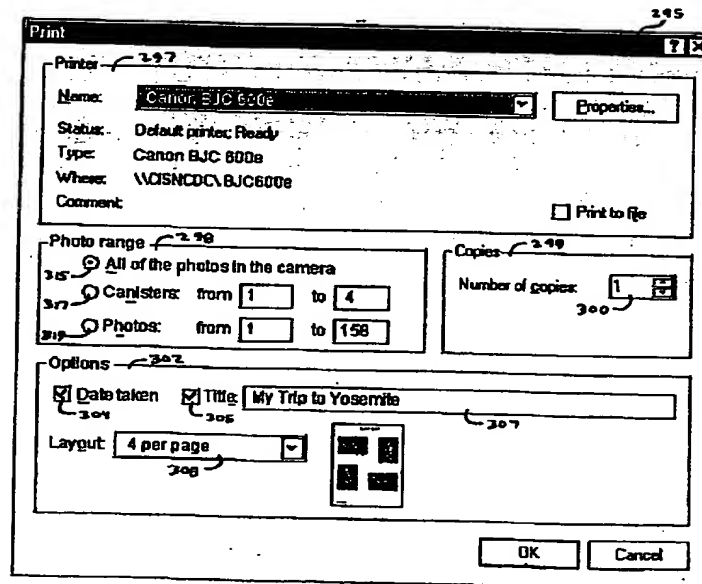 295
Print
? X
Printer 297
Name: Canon BJC 600e Properties...
Status: Default printer; Ready
Type: Canon BJC 600e
Where: \\CISNCDC\BJC600e
Comment: Print to file
Photo range 298
315 All of the photos in the camera
317 Canisters: from 1 to 4
319 Photos: from 1 to 158
Copies 299
Number of copies: 1
300
Options 302
Date taken Title: My Trip to Yosemite
304 305 307
Layout: 4 per page
308
OK Cancel